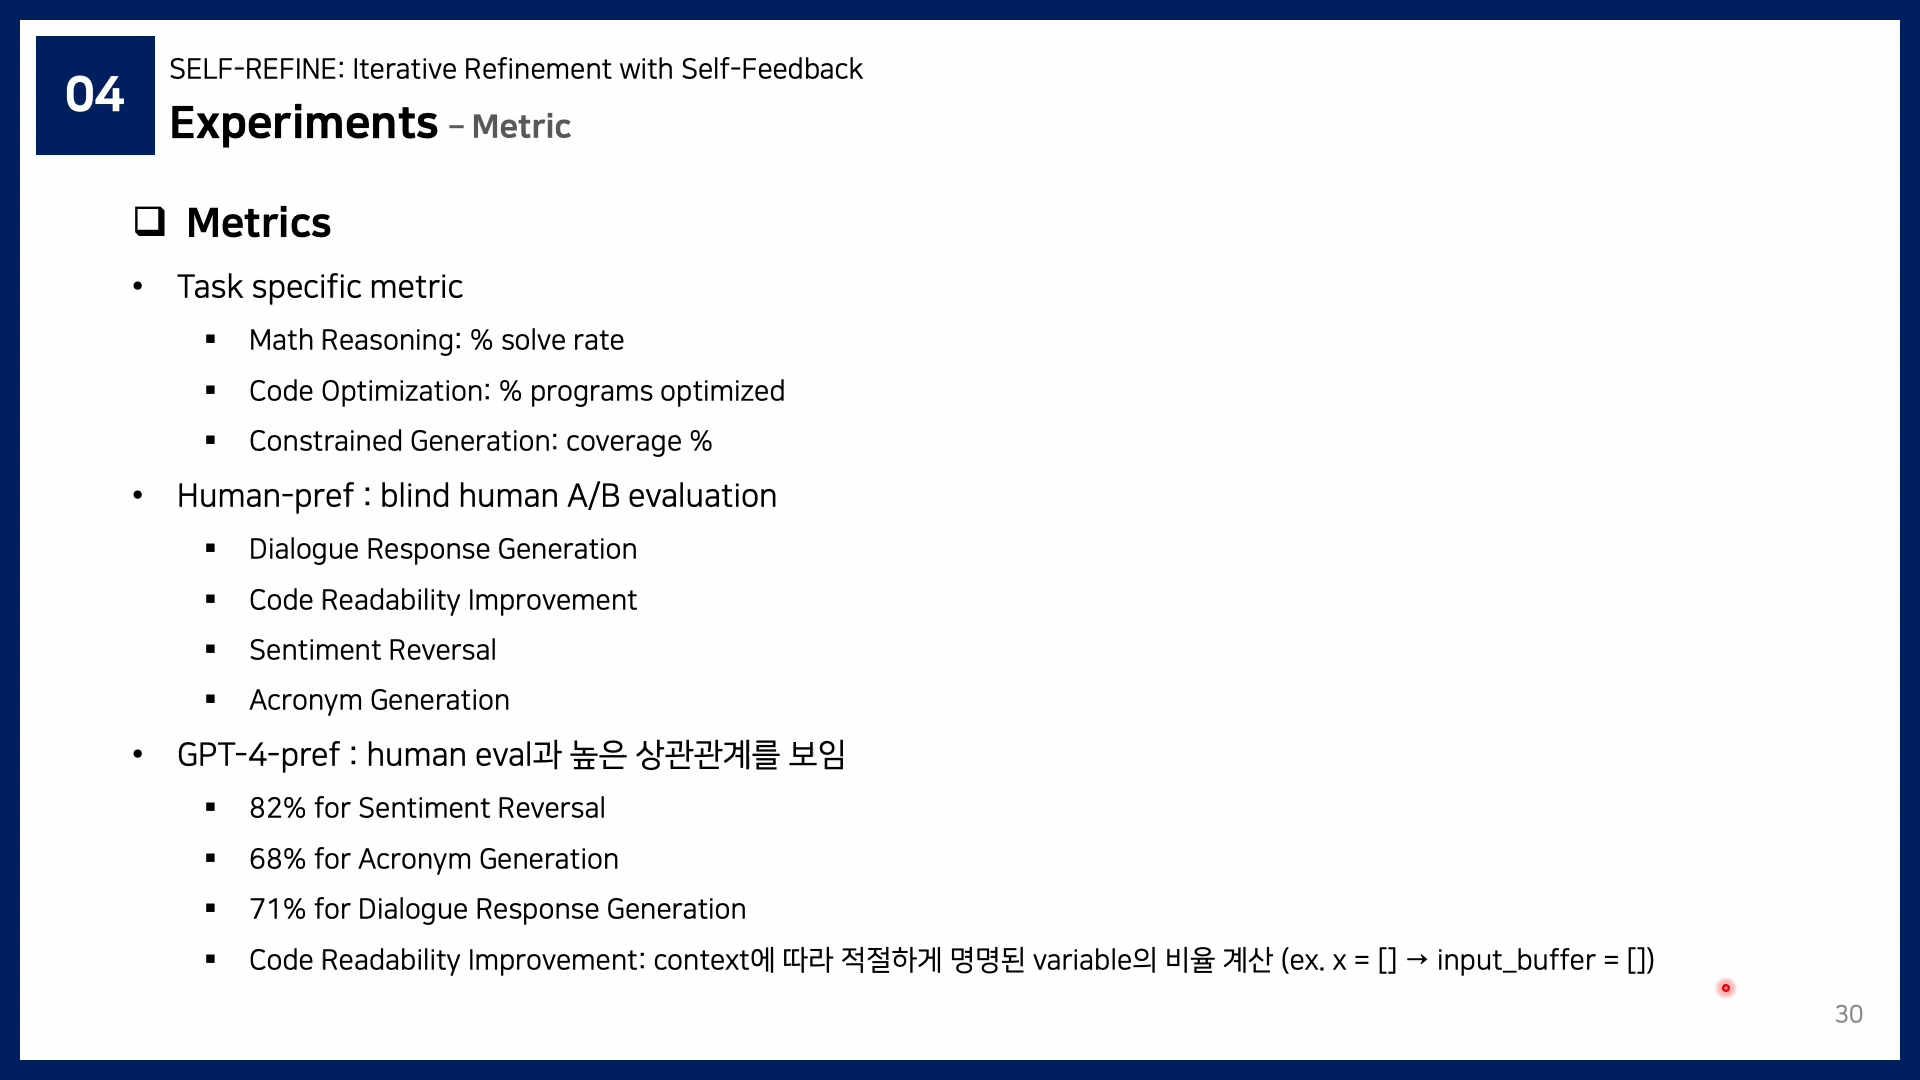 04
SELF-REFINE: Iterative Refinement with Self-Feedback
Experiments – Metric
❑ Metrics
• Task specific metric
▪ Math Reasoning: % solve rate
▪ Code Optimization: % programs optimized
▪ Constrained Generation: coverage %
• Human-pref : blind human A/B evaluation
▪ Dialogue Response Generation
▪ Code Readability Improvement
▪ Sentiment Reversal
▪ Acronym Generation
• GPT-4-pref : human eval과 높은 상관관계를 보임
▪ 82% for Sentiment Reversal
▪ 68% for Acronym Generation
▪ 71% for Dialogue Response Generation
▪ Code Readability Improvement: context에 따라 적절하게 명명된 variable의 비율 계산 (ex. x = [] → input_buffer = [])
30